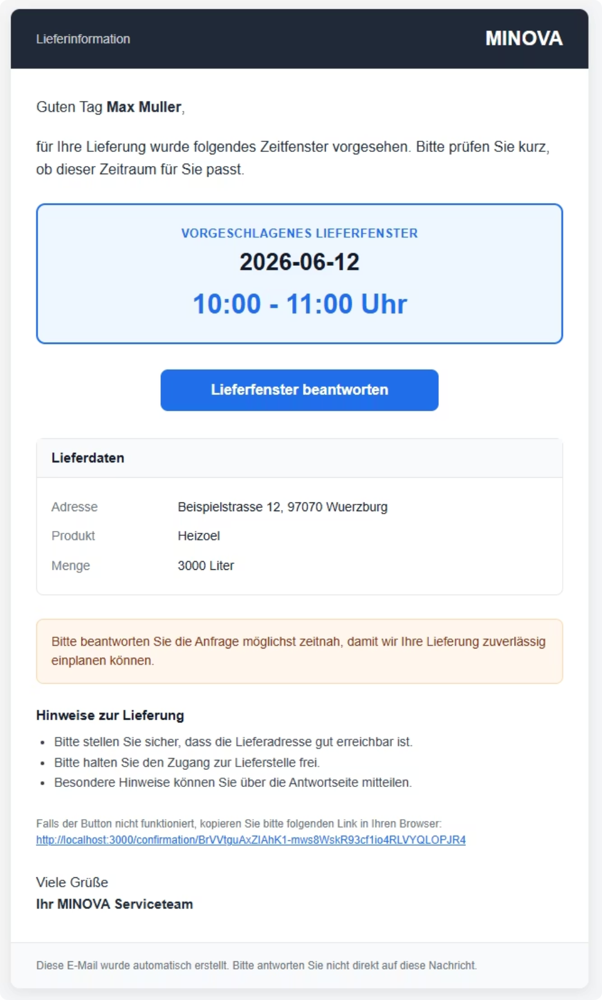 Lieferinformation
MINOVA
Guten Tag Max Muller,
für Ihre Lieferung wurde folgendes Zeitfenster vorgesehen. Bitte prüfen Sie kurz,
ob dieser Zeitraum für Sie passt.
VORGESCHLAGENES LIEFERFENSTER
2026-06-12
10:00 - 11:00 Uhr
Lieferfenster beantworten
Lieferdaten
Adresse Beispielstrasse 12, 97070 Wuerzburg
Produkt Heizoel
Menge 3000 Liter
Bitte beantworten Sie die Anfrage möglichst zeitnah, damit wir Ihre Lieferung zuverlässig
einplanen können.
Hinweise zur Lieferung
• Bitte stellen Sie sicher, dass die Lieferadresse gut erreichbar ist.
• Bitte halten Sie den Zugang zur Lieferstelle frei.
• Besondere Hinweise können Sie über die Antwortseite mitteilen.
Falls der Button nicht funktioniert, kopieren Sie bitte folgenden Link in Ihren Browser:
http://localhost:3000/confirmation/BrVVtguAxZIAhK1-mws8WskR93cf1io4RLVYQLOPJR4
Viele Grüße
Ihr MINOVA Serviceteam
Diese E-Mail wurde automatisch erstellt. Bitte antworten Sie nicht direkt auf diese Nachricht.